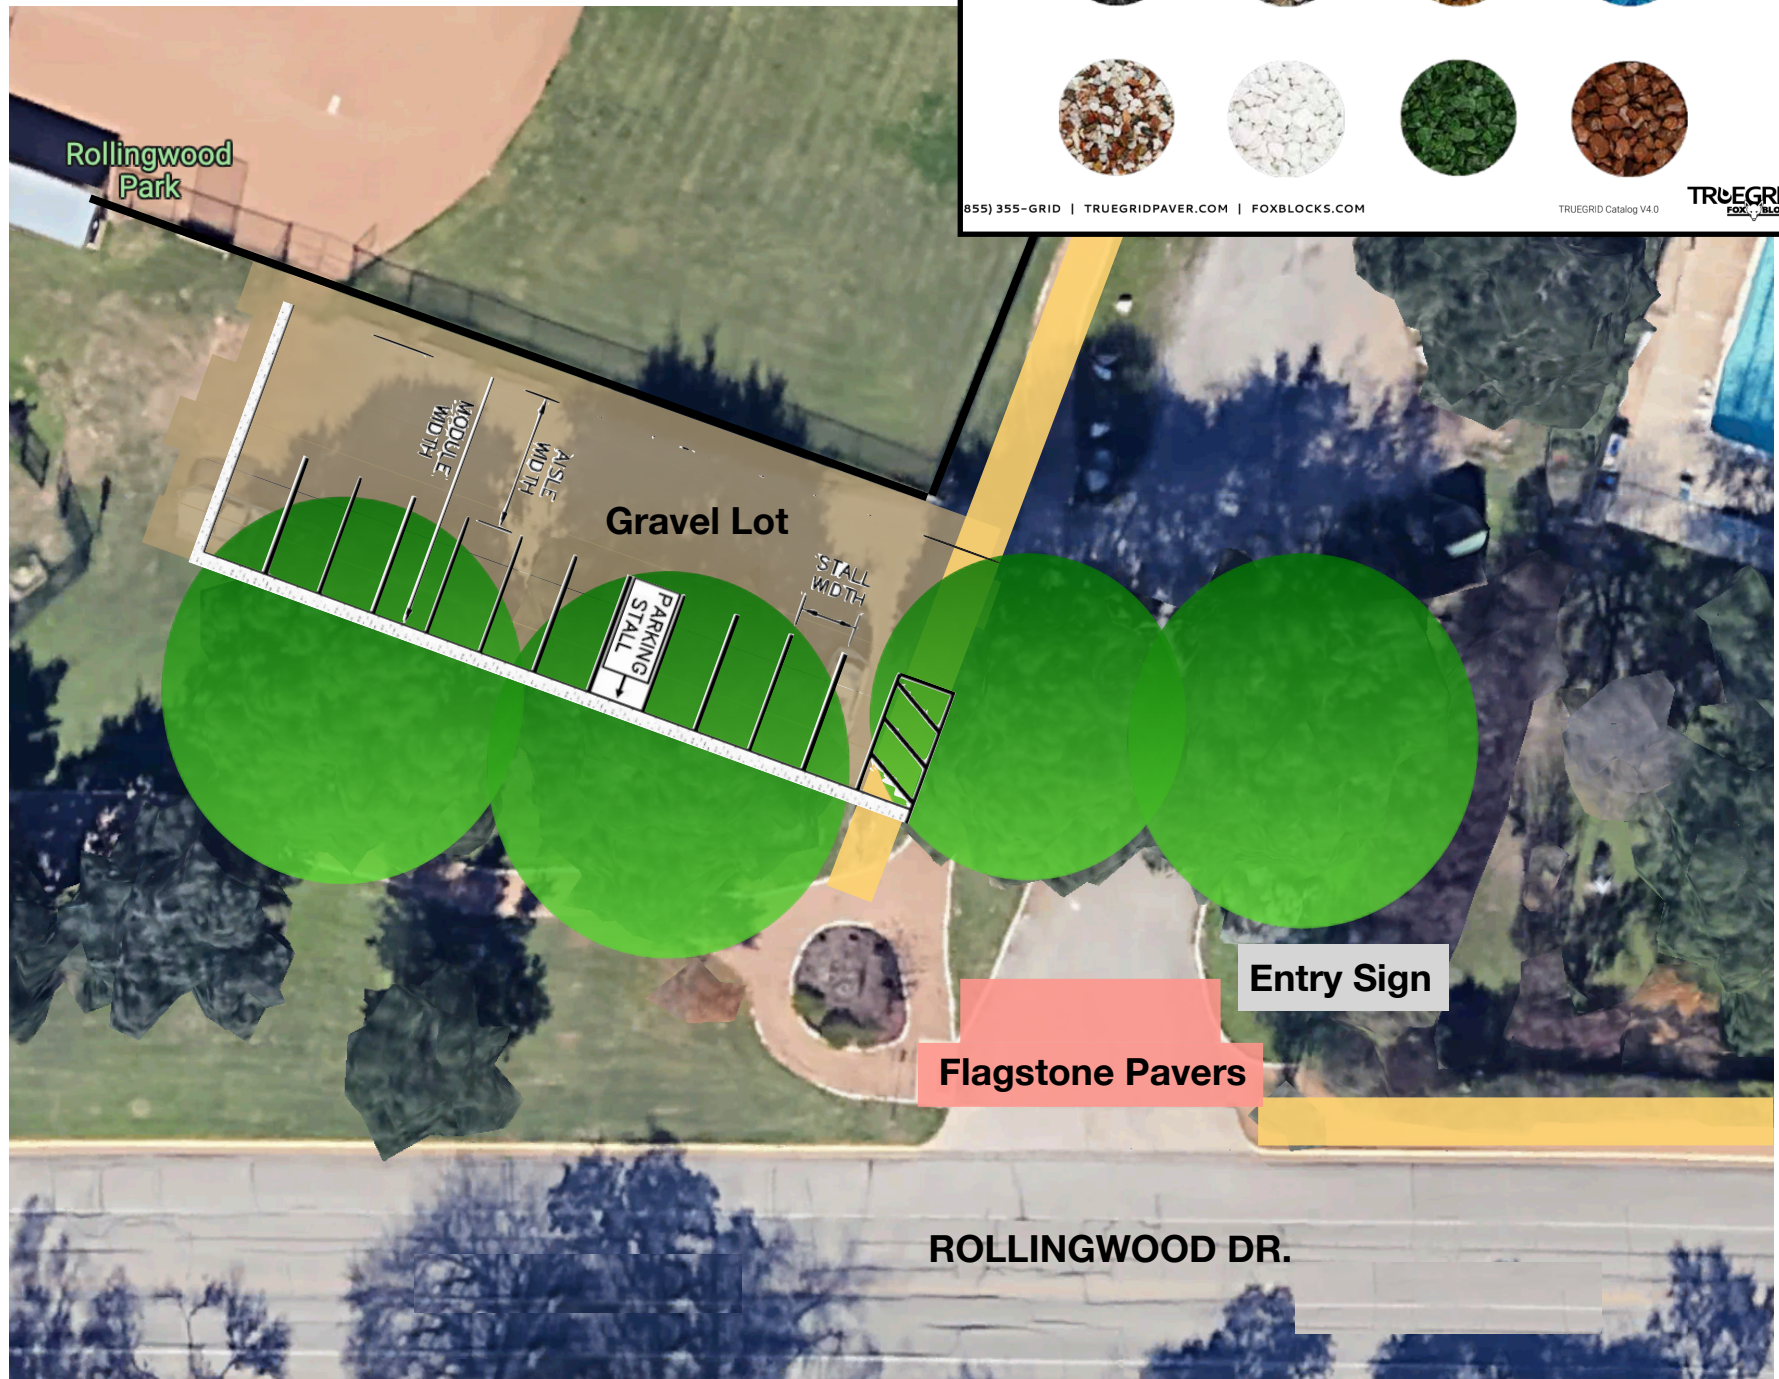 855) 355-GRID | TRUEGRIDPAVER.COM | FOXBLOCKS.COM
TRUEGRID Catalog V4.0
Rollingwood
Park
MODULE
WIDTH
AISLE
WIDTH
Gravel Lot
STALL
WIDTH
PARKING
STALL
Entry Sign
Flagstone Pavers
ROLLINGWOOD DR.